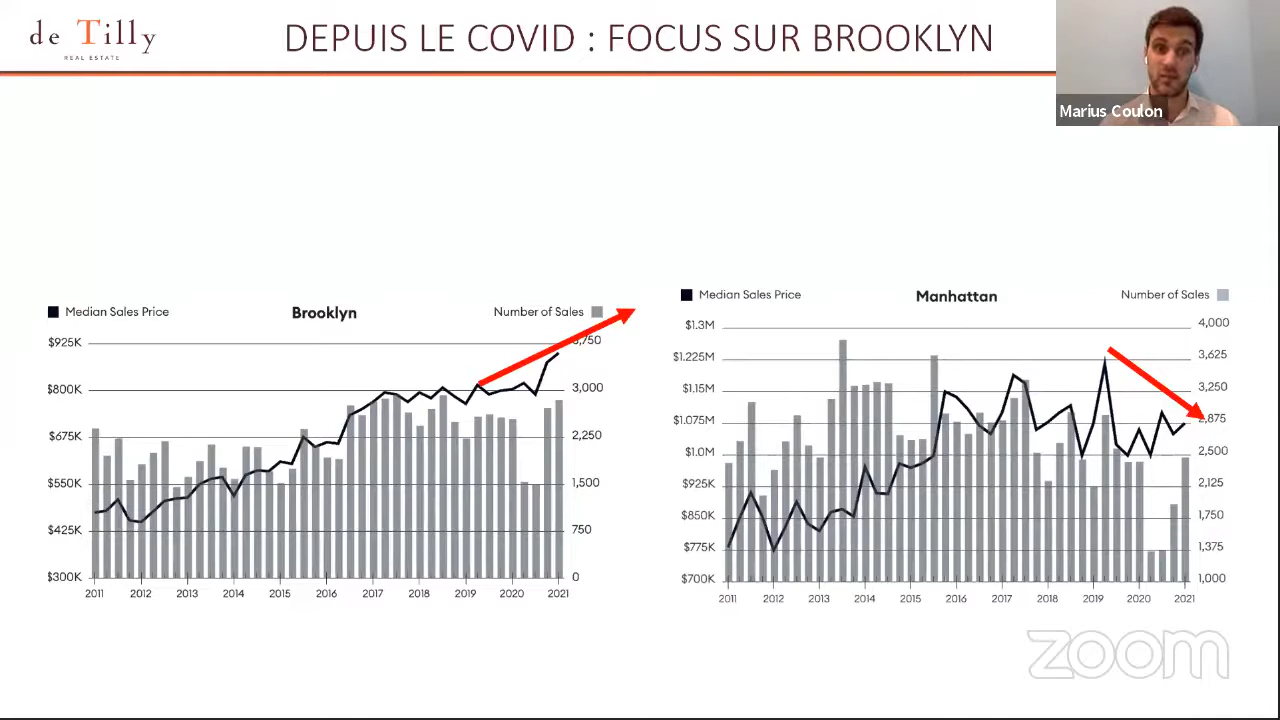 de Tilly
REAL ESTATE
DEPUIS LE COVID : FOCUS SUR BROOKLYN
Marius Coulon
Median Sales Price
Brooklyn
Number of Sales
$925K
$800K
$675K
$550K
$425K
$300K
3,750
3,000
2,250
1,500
750
0
2011 2012 2013 2014 2015 2016 2017 2018 2019 2020 2021
Median Sales Price
Manhattan
Number of Sales
$1.3M
$1.225M
$1.15M
$1.075M
$1.0M
$925K
$850K
$775K
$700K
4,000
3,625
3,250
2,875
2,500
2,125
1,750
1,375
1,000
2011 2012 2013 2014 2015 2016 2017 2018 2019 2020 2021
zoom